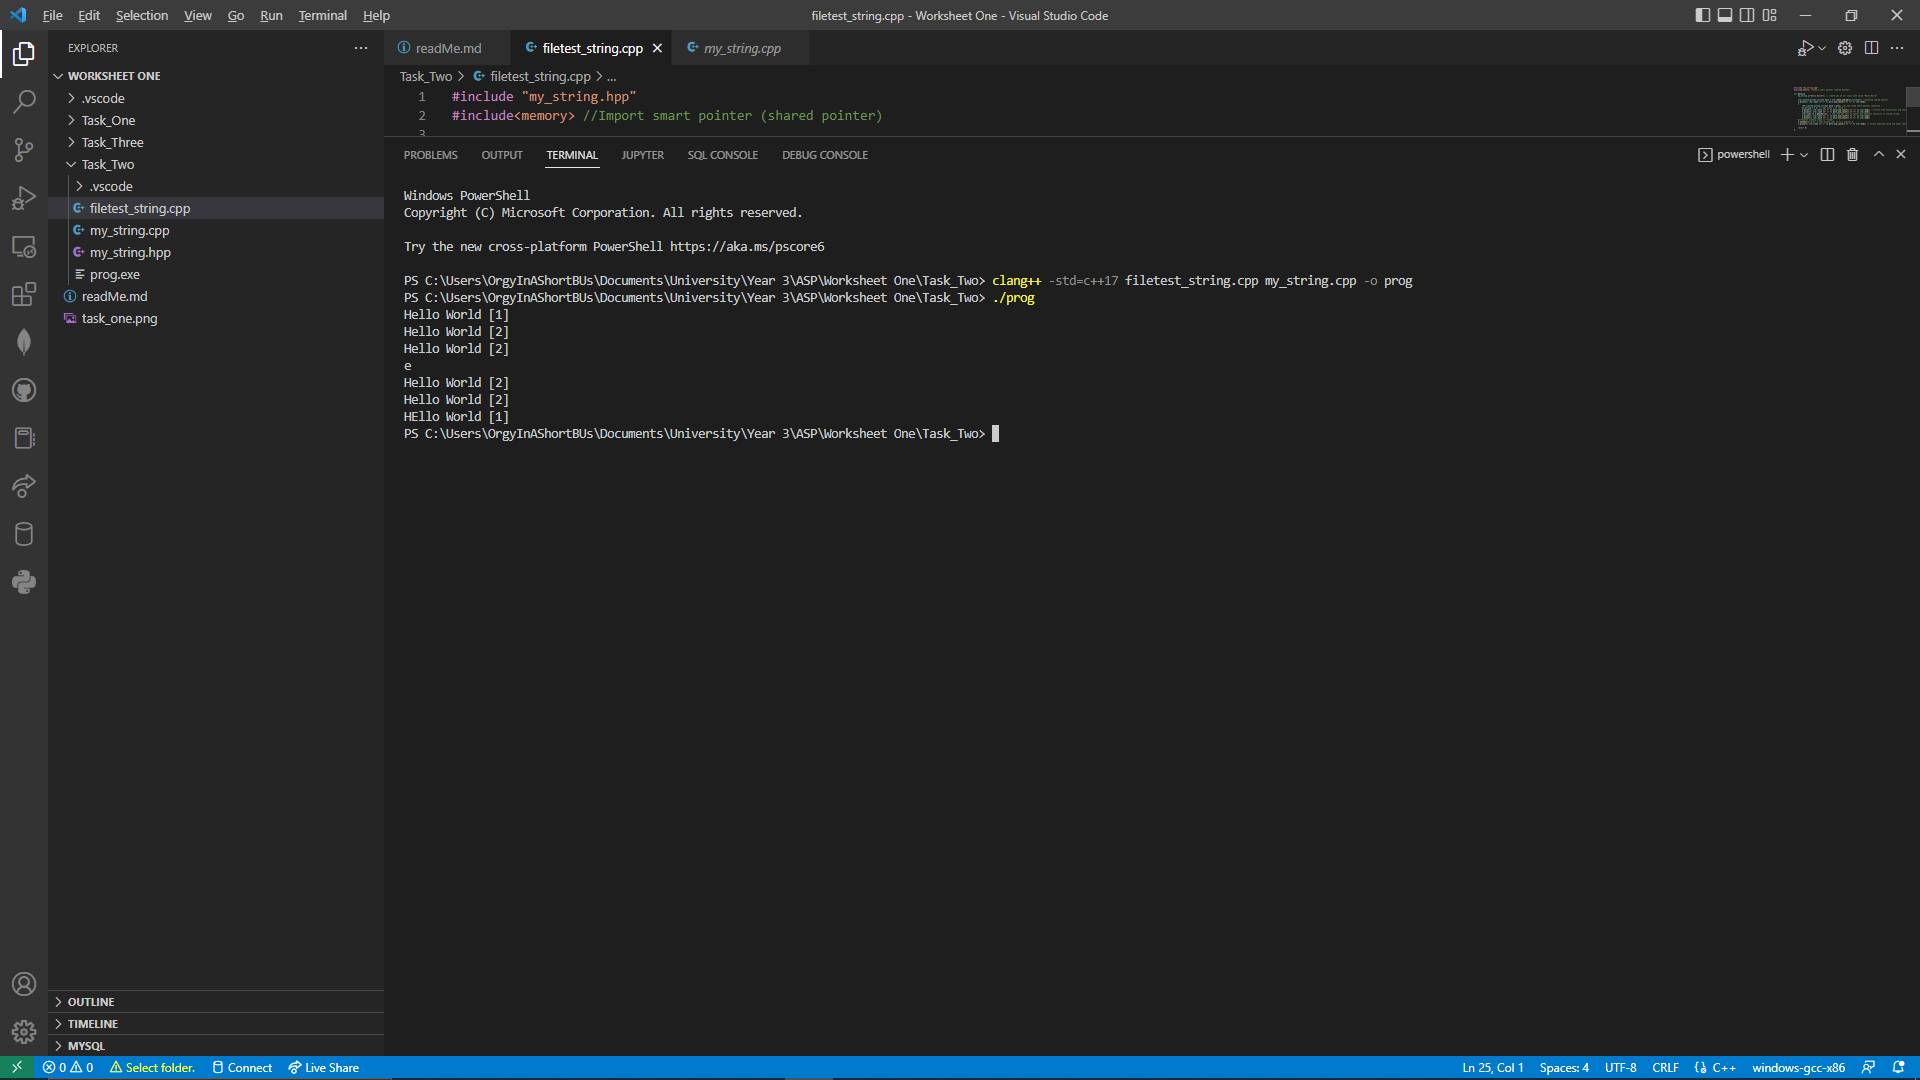 File Edit Selection View Go Run Terminal Help
filetest_string.cpp - Worksheet One - Visual Studio Code
EXPLORER
WORKSHEET ONE
.vscode
Task_One
Task_Three
Task_Two
.vscode
filetest_string.cpp
my_string.cpp
my_string.hpp
prog.exe
readMe.md
task_one.png
OUTLINE
TIMELINE
MYSQL
readMe.md
filetest_string.cpp
my_string.cpp
Task_Two > filetest_string.cpp > ...
1 #include "my_string.hpp"
2 #include<memory> //Import smart pointer (shared pointer)
3
PROBLEMS OUTPUT TERMINAL JUPYTER SQL CONSOLE DEBUG CONSOLE
powershell
Windows PowerShell
Copyright (C) Microsoft Corporation. All rights reserved.
Try the new cross-platform PowerShell https://aka.ms/pscore6
PS C:\Users\OrgyInAShortBUs\Documents\University\Year 3\ASP\Worksheet One\Task_Two> clang++ -std=c++17 filetest_string.cpp my_string.cpp -o prog
PS C:\Users\OrgyInAShortBUs\Documents\University\Year 3\ASP\Worksheet One\Task_Two> ./prog
Hello World [1]
Hello World [2]
Hello World [2]
e
Hello World [2]
Hello World [2]
HEllo World [1]
PS C:\Users\OrgyInAShortBUs\Documents\University\Year 3\ASP\Worksheet One\Task_Two>
0 0 Select folder. Connect Live Share
Ln 25, Col 1 Spaces: 4 UTF-8 CRLF C++ windows-gcc-x86